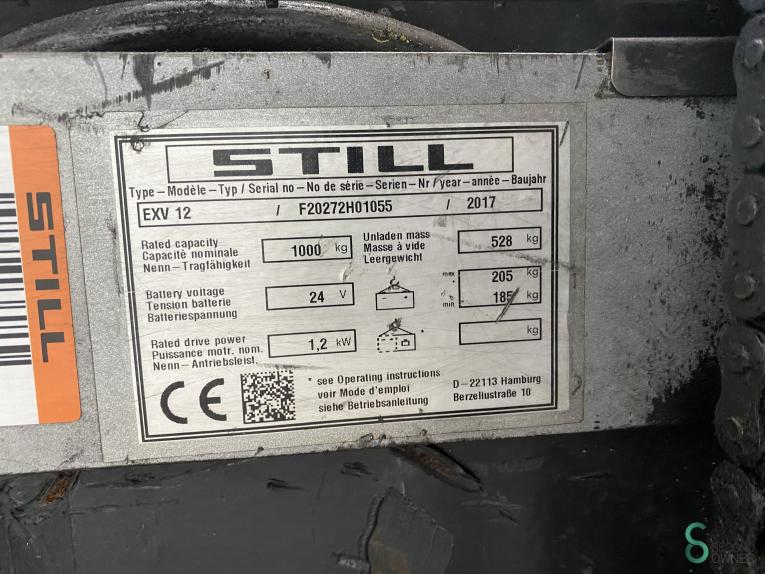 STILL
STILL
Type – Modèle – Typ / Serial no – No de série – Serien – Nr / year – année – Baujahr
EXV 12 / F20272H01055 / 2017
Rated capacity
Capacité nominale
Nenn – Tragfähigkeit
1000 kg
Unladen mass
Masse à vide
Leergewicht
528 kg
Battery voltage
Tension batterie
Batteriespannung
24 V
max
205 kg
min
185 kg
Rated drive power
Puissance motr. nom.
Nenn – Antriebsleist.
1,2 kW
kg
CE
* see Operating instructions
voir Mode d'emploi
siehe Betriebsanleitung
D – 22113 Hamburg
Berzeliustraße 10
OWNER